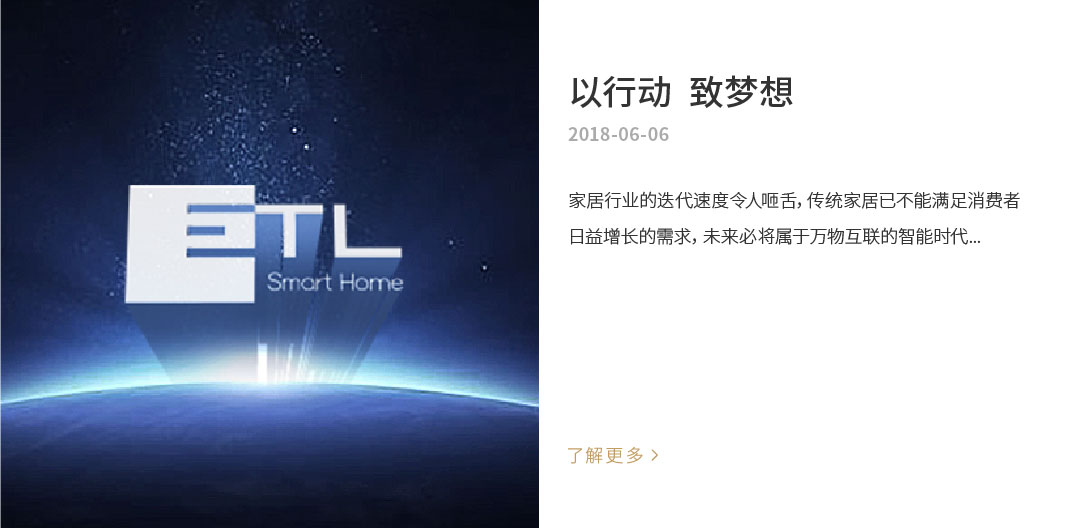 ETL
Smart Home
以行动 致梦想
2018-06-06
家居行业的迭代速度令人咂舌，传统家居已不能满足消费者
日益增长的需求，未来必将属于万物互联的智能时代...
了解更多 >